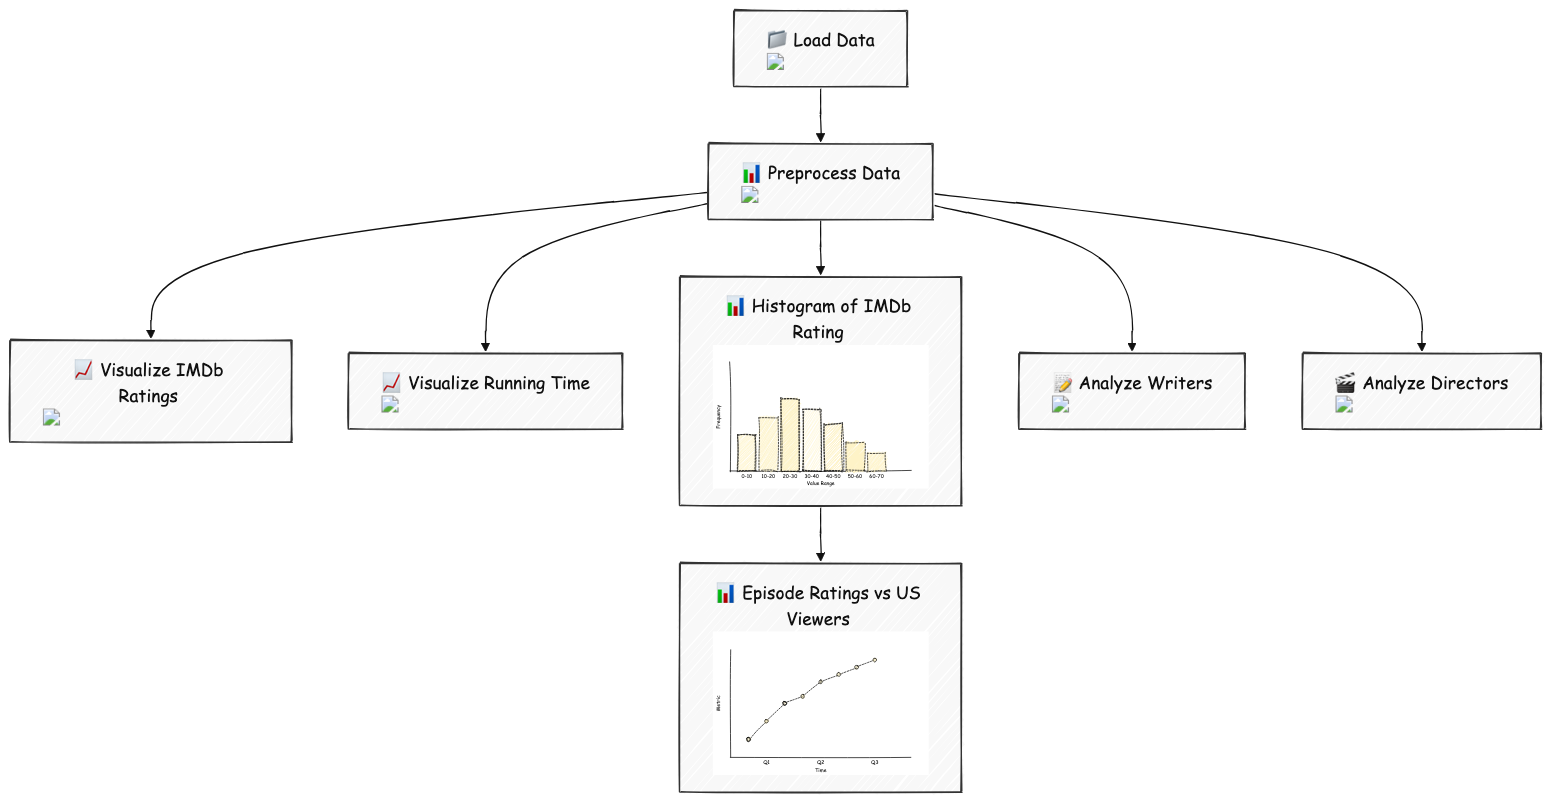 Load Data
Preprocess Data
Histogram of IMDb
Rating
Frequency
0-10 10-20 20-30 30-40 40-50 50-60 60-70
Value Range
Visualize IMDb
Ratings
Visualize Running Time
Analyze Writers
Analyze Directors
Episode Ratings vs US
Viewers
Metric
Q1 Q2 Q3
Time